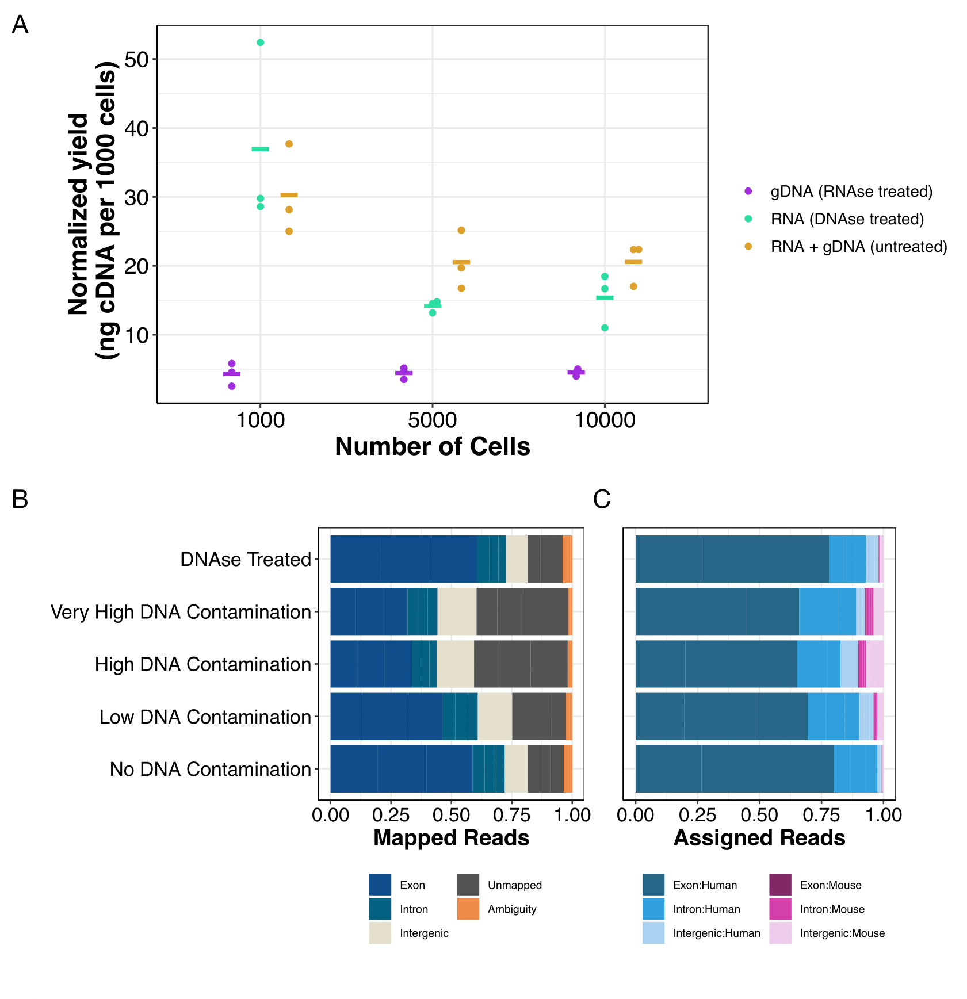 A
Normalized yield
(ng cDNA per 1000 cells)
50
40
30
20
10
1000 5000 10000
Number of Cells
gDNA (RNAse treated)
RNA (DNAse treated)
RNA + gDNA (untreated)
B
DNAse Treated
Very High DNA Contamination
High DNA Contamination
Low DNA Contamination
No DNA Contamination
0.00 0.25 0.50 0.75 1.00
Mapped Reads
Exon
Intron
Intergenic
Unmapped
Ambiguity
C
0.00 0.25 0.50 0.75 1.00
Assigned Reads
Exon:Human
Intron:Human
Intergenic:Human
Exon:Mouse
Intron:Mouse
Intergenic:Mouse